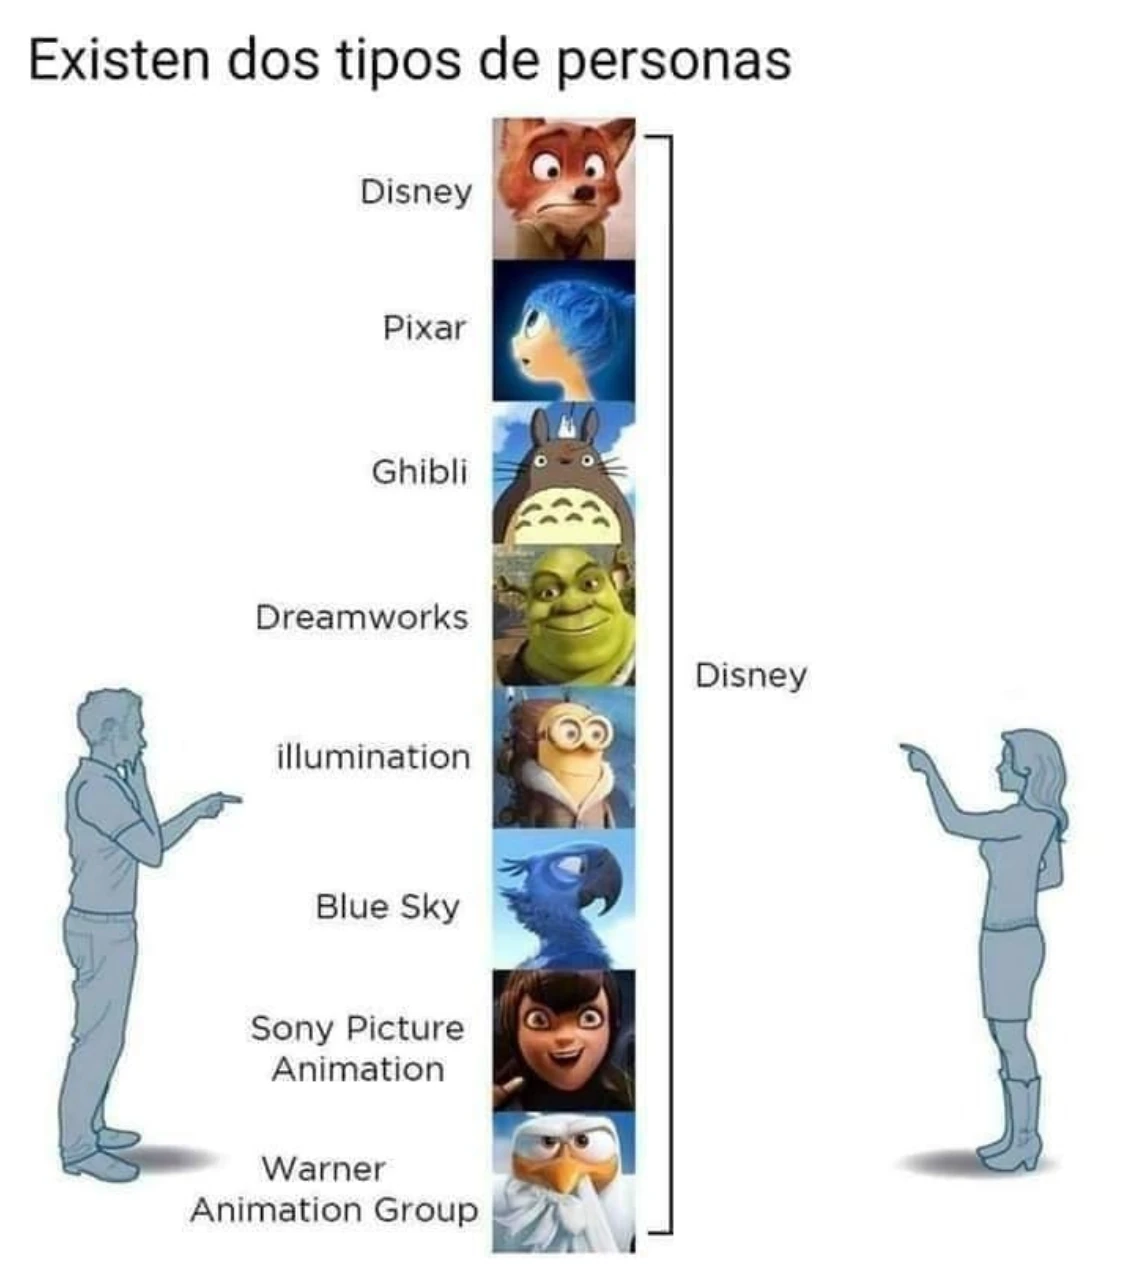 Existen dos tipos de personas
Disney
Pixar
Ghibli
Dreamworks
illumination
Blue Sky
Sony Picture
Animation
Warner
Animation Group
Disney